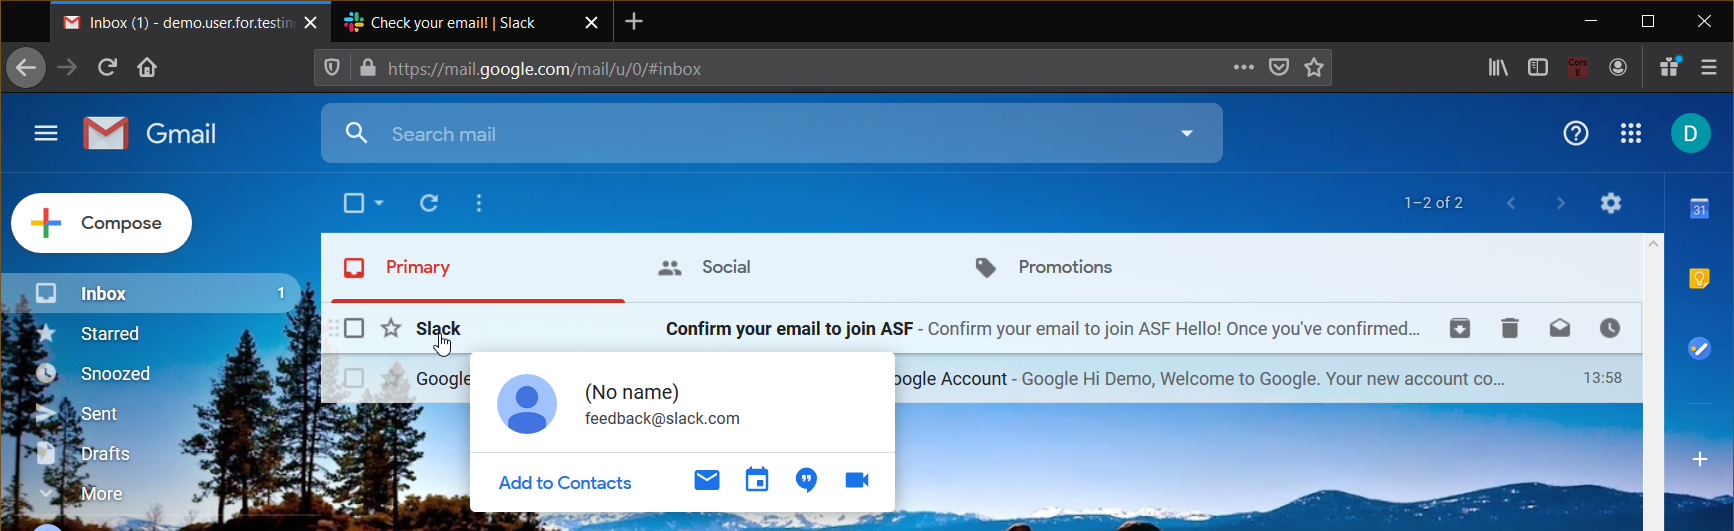 Inbox (1) - demo.user.for.testing
Check your email! | Slack
https://mail.google.com/mail/u/0/#inbox
Cors
E
Gmail
Search mail
D
Compose
1–2 of 2
31
Primary
Social
Promotions
Inbox
1
Starred
Snoozed
Sent
Drafts
More
Slack
Confirm your email to join ASF - Confirm your email to join ASF Hello! Once you've confirmed...
Google
oogle Account - Google Hi Demo, Welcome to Google. Your new account co...
13:58
(No name)
feedback@slack.com
Add to Contacts